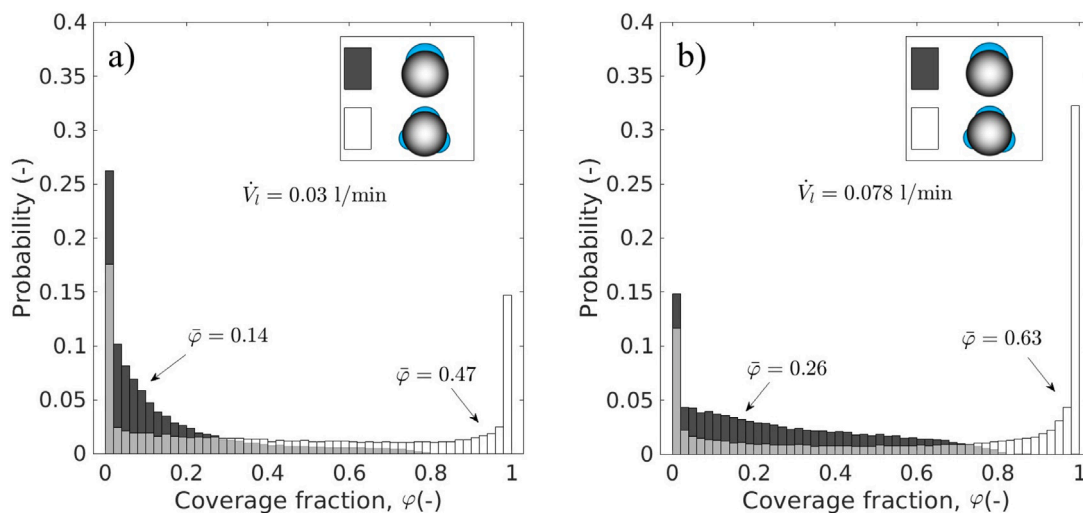 a)
V̇_l = 0.03 l/min
φ̄ = 0.14
φ̄ = 0.47
Probability (-)
0.4
0.35
0.3
0.25
0.2
0.15
0.1
0.05
0
0 0.2 0.4 0.6 0.8 1
Coverage fraction, φ(-)
b)
V̇_l = 0.078 l/min
φ̄ = 0.26
φ̄ = 0.63
Probability (-)
0.4
0.35
0.3
0.25
0.2
0.15
0.1
0.05
0
0 0.2 0.4 0.6 0.8 1
Coverage fraction, φ(-)